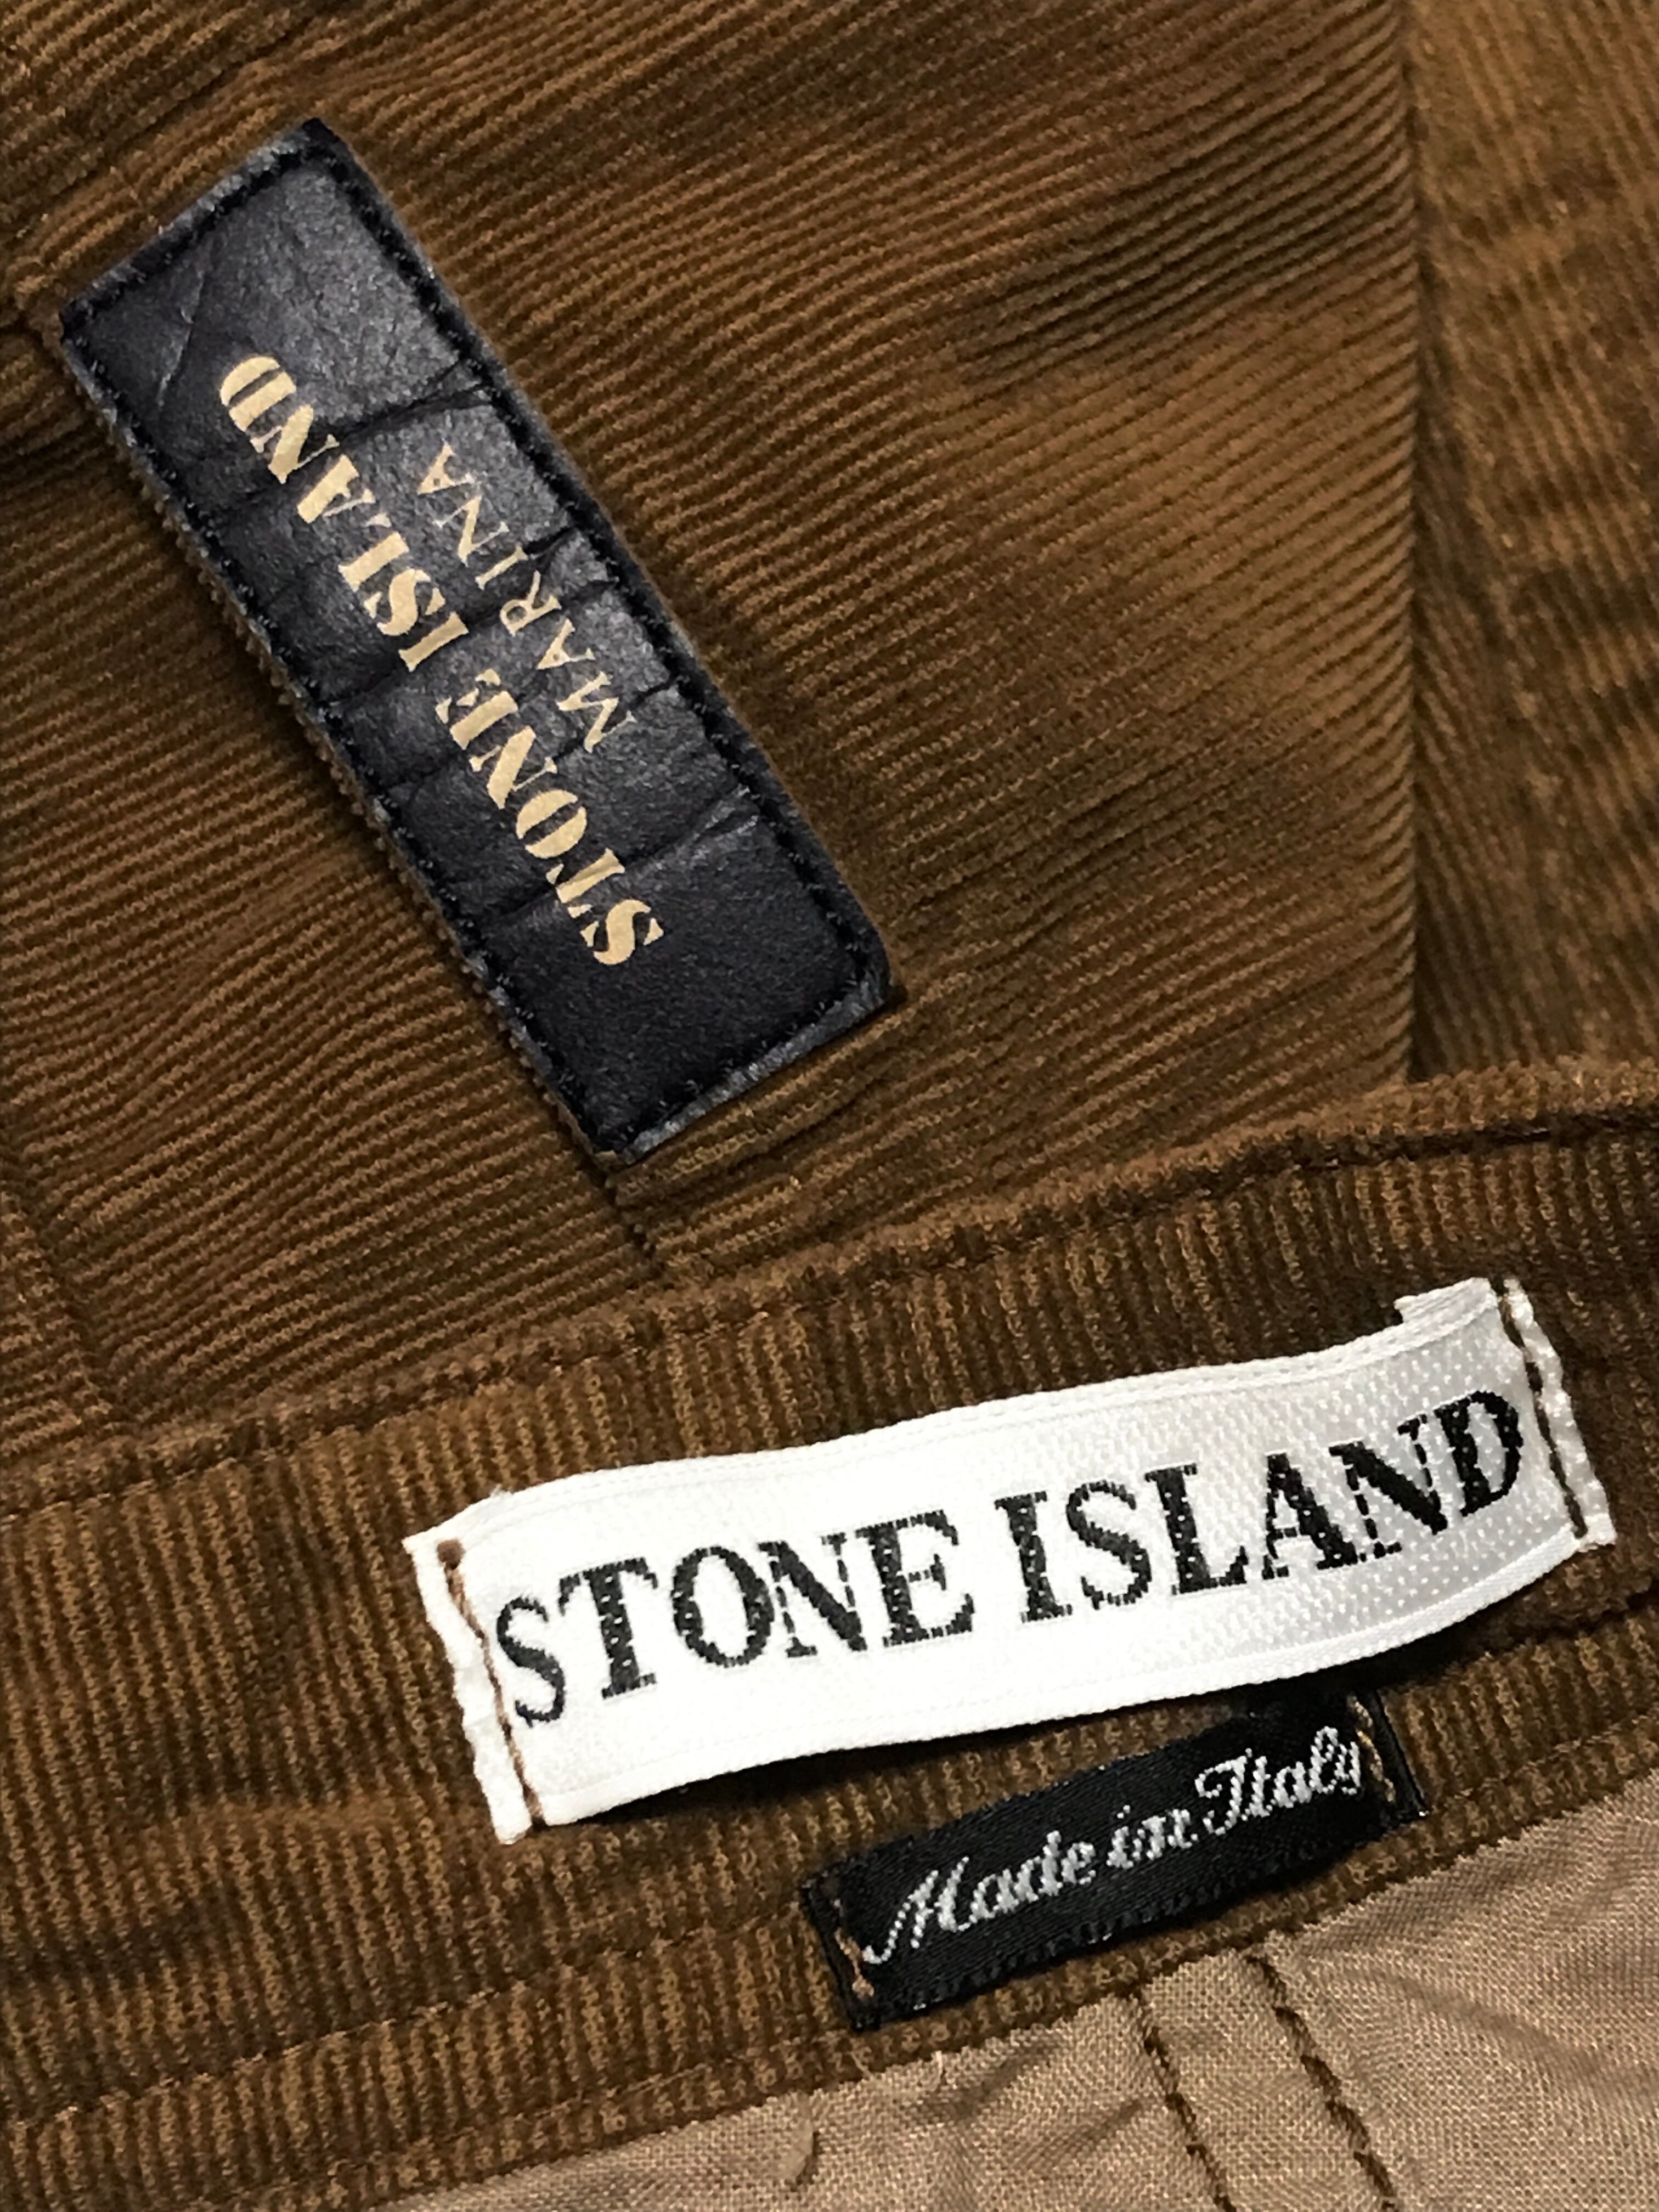 STONE ISLAND
MARINA
STONE ISLAND
Made in Italy